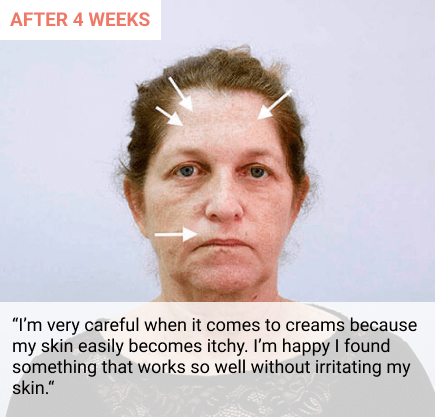 AFTER 4 WEEKS
“I’m very careful when it comes to creams because
my skin easily becomes itchy. I’m happy I found
something that works so well without irritating my
skin.“